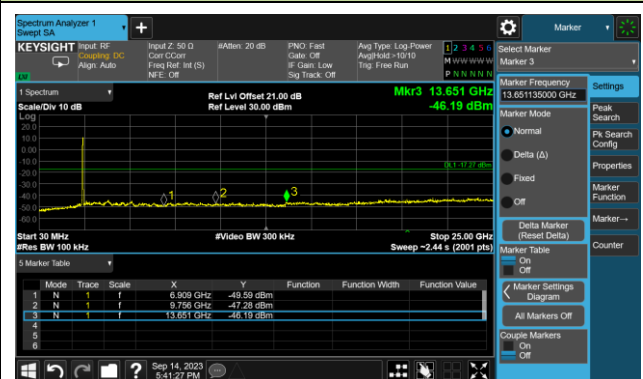 Spectrum Analyzer 1
Swept SA
Marker
KEYSIGHT
Input: RF
Coupling: DC
Align: Auto
Input Z: 50 Ω
Corr CCorr
Freq Ref: Int (S)
NFE: Off
#Atten: 20 dB
PNO: Fast
Gate: Off
IF Gain: Low
Sig Track: Off
Avg Type: Log-Power
Avg|Hold:>10/10
Trig: Free Run
1 2 3 4 5 6
M W W W W W
P N N N N N
LV
Select Marker
Marker 3
1 Spectrum
Scale/Div 10 dB
Ref Lvl Offset 21.00 dB
Ref Level 30.00 dBm
Mkr3 13.651 GHz
-46.19 dBm
Log
20.0
10.0
0.00
-10.0
-20.0
-30.0
-40.0
-50.0
-60.0
DL1 -17.27 dBm
1
2
3
Start 30 MHz
#Res BW 100 kHz
#Video BW 300 kHz
Stop 25.00 GHz
Sweep ~2.44 s (2001 pts)
5 Marker Table
Mode Trace Scale X Y Function Function Width Function Value
1 N 1 f 6.909 GHz -49.59 dBm
2 N 1 f 9.756 GHz -47.28 dBm
3 N 1 f 13.651 GHz -46.19 dBm
4
5
6
Marker Frequency
13.651135000 GHz
Marker Mode
Normal
Delta (Δ)
Fixed
Off
Delta Marker
(Reset Delta)
Marker Table
On
Off
Marker Settings
Diagram
All Markers Off
Couple Markers
On
Off
Settings
Peak
Search
Pk Search
Config
Properties
Marker
Function
Marker→
Counter
?
Sep 14, 2023
5:41:27 PM